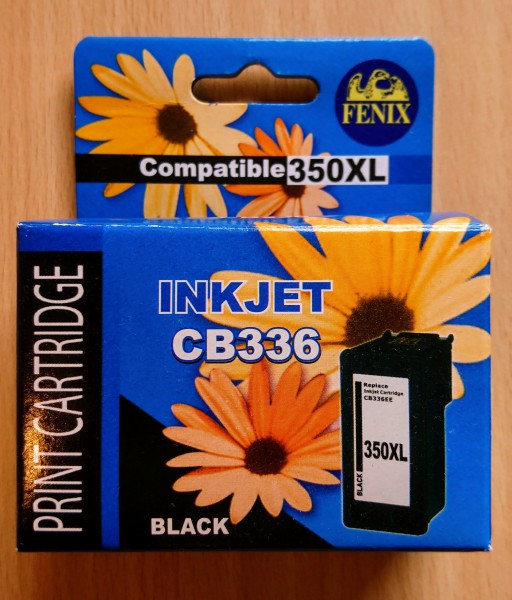 FENIX
Compatible 350XL
PRINT CARTRIDGE
INKJET
CB336
Replace
Inkjet Cartridge
CB336EE
350XL
BLACK
BLACK